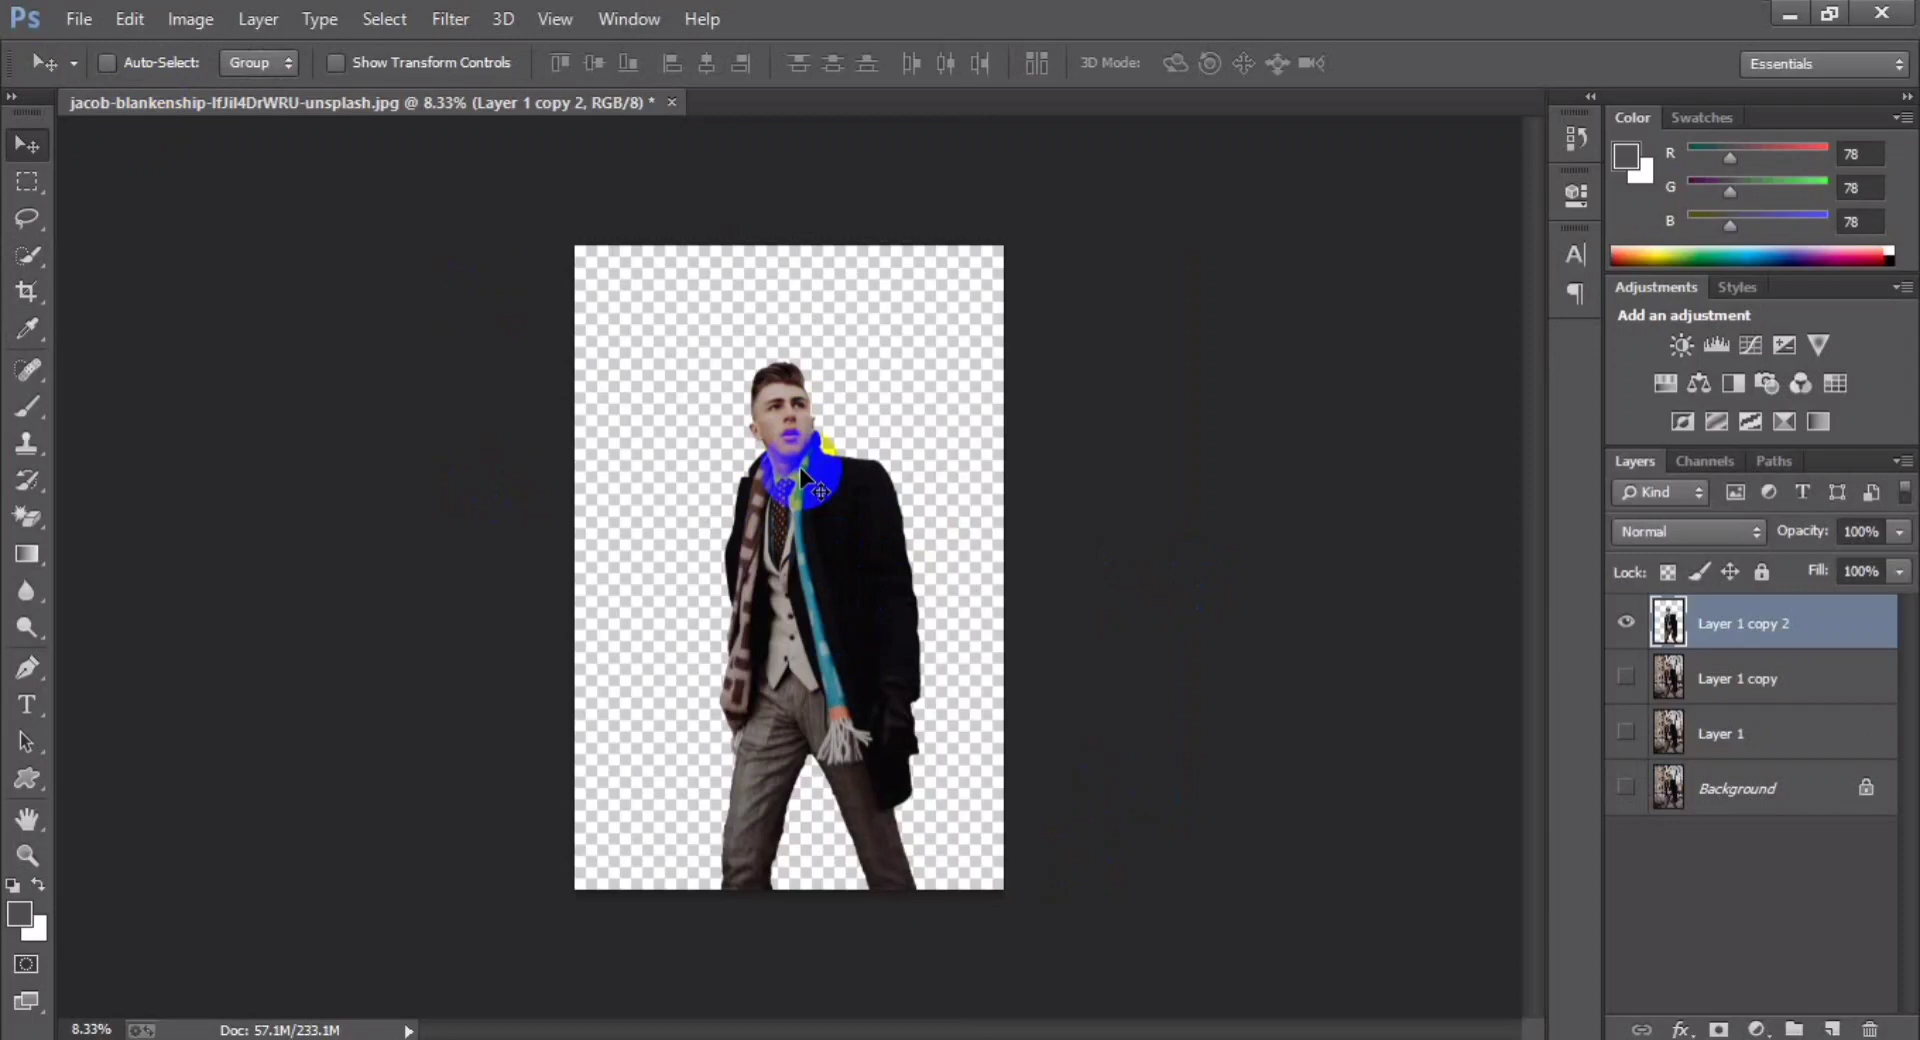 Ps File Edit Image Layer Type Select Filter 3D View Window Help
Auto-Select: Group Show Transform Controls 3D Mode: Essentials
jacob-blankenship-IfJil4DrWRU-unsplash.jpg @ 8.33% (Layer 1 copy 2, RGB/8) *
Color Swatches
R 78
G 78
B 78
Adjustments Styles
Add an adjustment
Layers Channels Paths
Kind
Normal Opacity: 100%
Lock: Fill: 100%
Layer 1 copy 2
Layer 1 copy
Layer 1
Background
8.33% Doc: 57.1M/233.1M